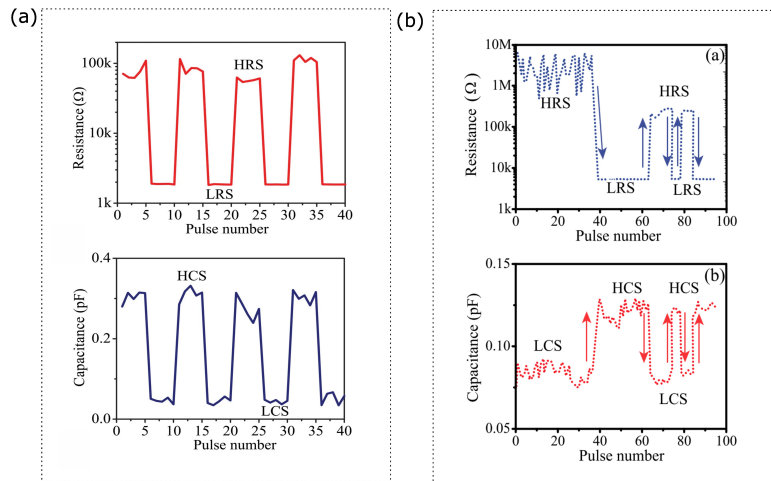 (a)
100k
10k
1k
Resistance (Ω)
HRS
LRS
0 5 10 15 20 25 30 35 40
Pulse number
0.4
0.2
0.0
Capacitance (pF)
HCS
LCS
0 5 10 15 20 25 30 35 40
Pulse number
(b)
10M
1M
100k
10k
1k
Resistance (Ω)
(a)
HRS
HRS
LRS
LRS
0 20 40 60 80 100
Pulse number
0.15
0.10
0.05
Capacitance (pF)
(b)
HCS
HCS
LCS
LCS
0 20 40 60 80 100
Pulse number